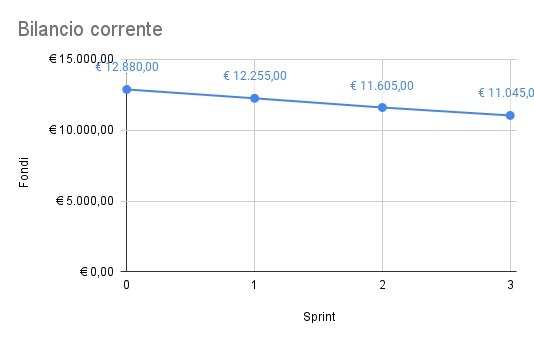 Bilancio corrente
€ 15.000,00
€ 12.880,00
€ 12.255,00
€ 11.605,00
€ 11.045,0
€ 10.000,00
€ 5.000,00
€ 0,00
Fondi
0 1 2 3
Sprint